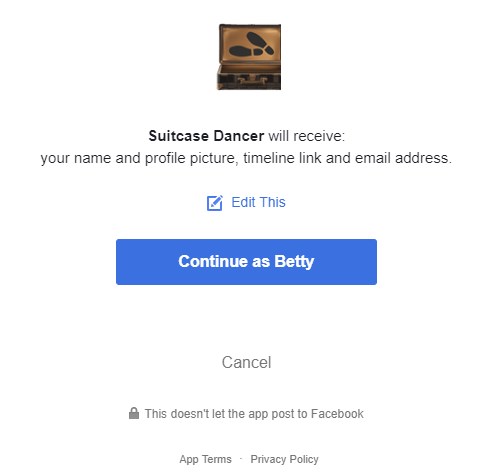 Suitcase Dancer will receive:
your name and profile picture, timeline link and email address.
Edit This
Continue as Betty
Cancel
This doesn't let the app post to Facebook
App Terms · Privacy Policy